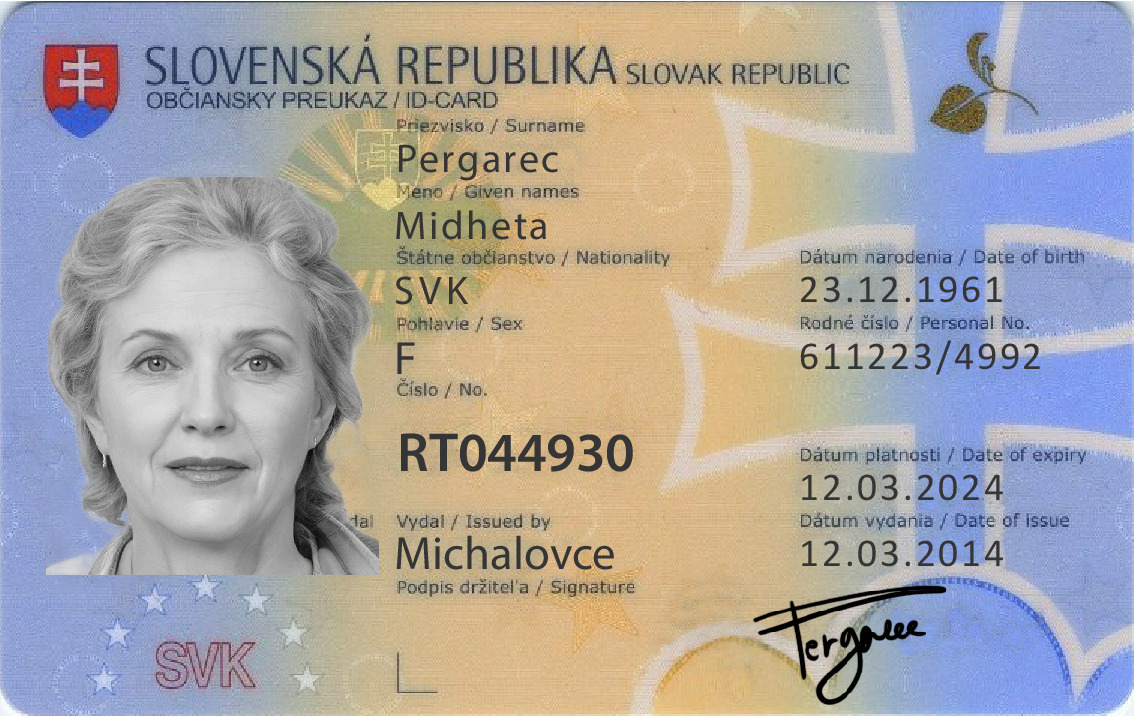 SLOVENSKÁ REPUBLIKA SLOVAK REPUBLIC
OBČIANSKY PREUKAZ / ID-CARD
Priezvisko / Surname
Pergarec
Meno / Given names
Midheta
Štátne občianstvo / Nationality
SVK
Dátum narodenia / Date of birth
23.12.1961
Pohlavie / Sex
F
Rodné číslo / Personal No.
611223/4992
Číslo / No.
RT044930
Dátum platnosti / Date of expiry
12.03.2024
Vydal / Issued by
Michalovce
Dátum vydania / Date of issue
12.03.2014
Podpis držiteľa / Signature
SVK